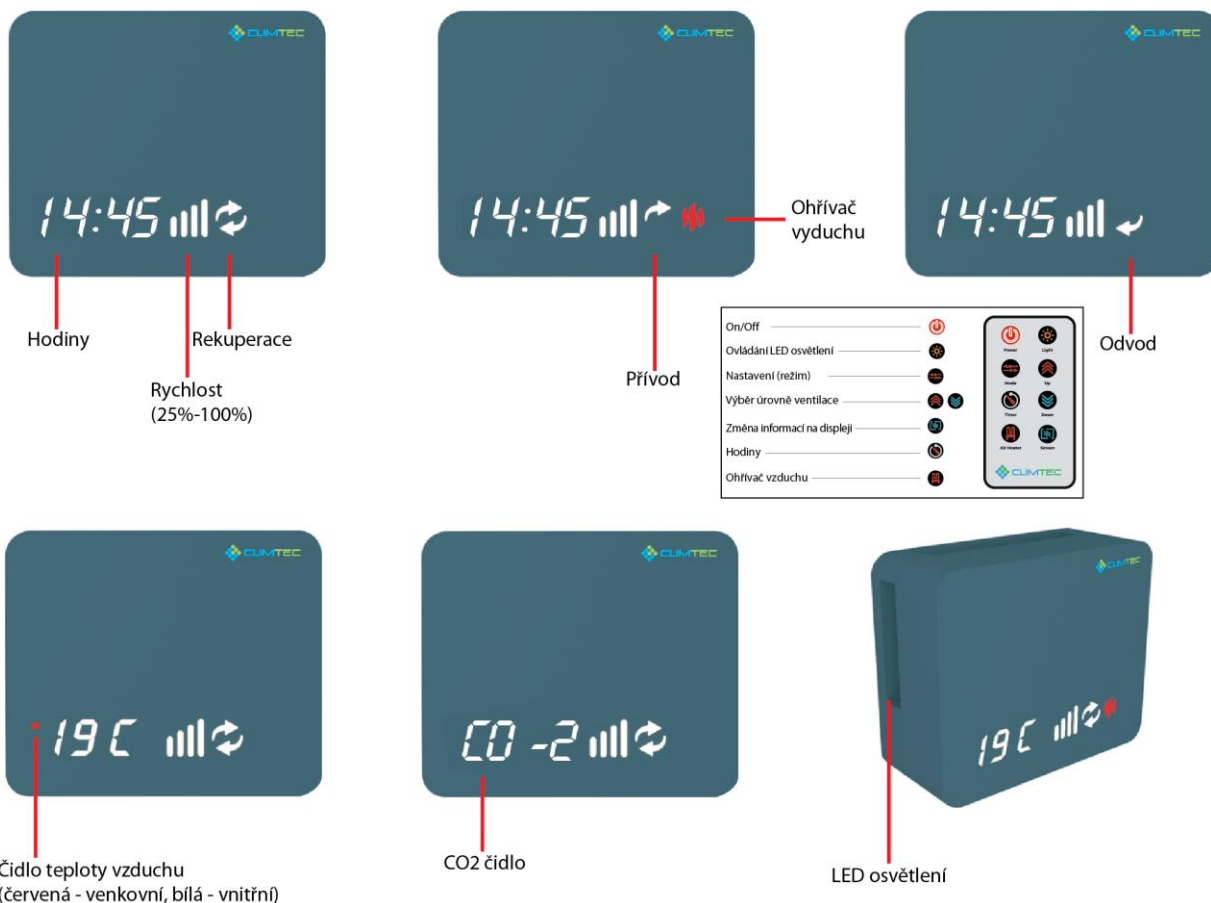 CLIMTEC
CLIMTEC
CLIMTEC
14:45
14:45
14:45
Hodiny
Rekuperace
Rychlost
(25%-100%)
Ohřívač
vyduchu
Přívod
Odvod
On/Off
Ovládání LED osvětlení
Nastavení (režim)
Výběr úrovně ventilace
Změna informací na displeji
Hodiny
Ohřívač vzduchu
Power
Light
Mode
Up
Timer
Down
Air Heater
Screen
CLIMTEC
CLIMTEC
CLIMTEC
CLIMTEC
19 C
CO -2
19 C
Čidlo teploty vzduchu
(červená - venkovní, bílá - vnitřní)
CO2 čidlo
LED osvětlení